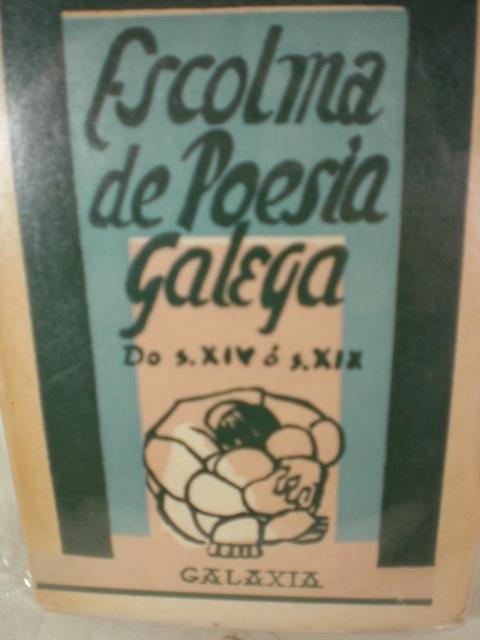 Escolma
de Poesia
Galega
Do s.XIV ó s.XIX
GALAXIA